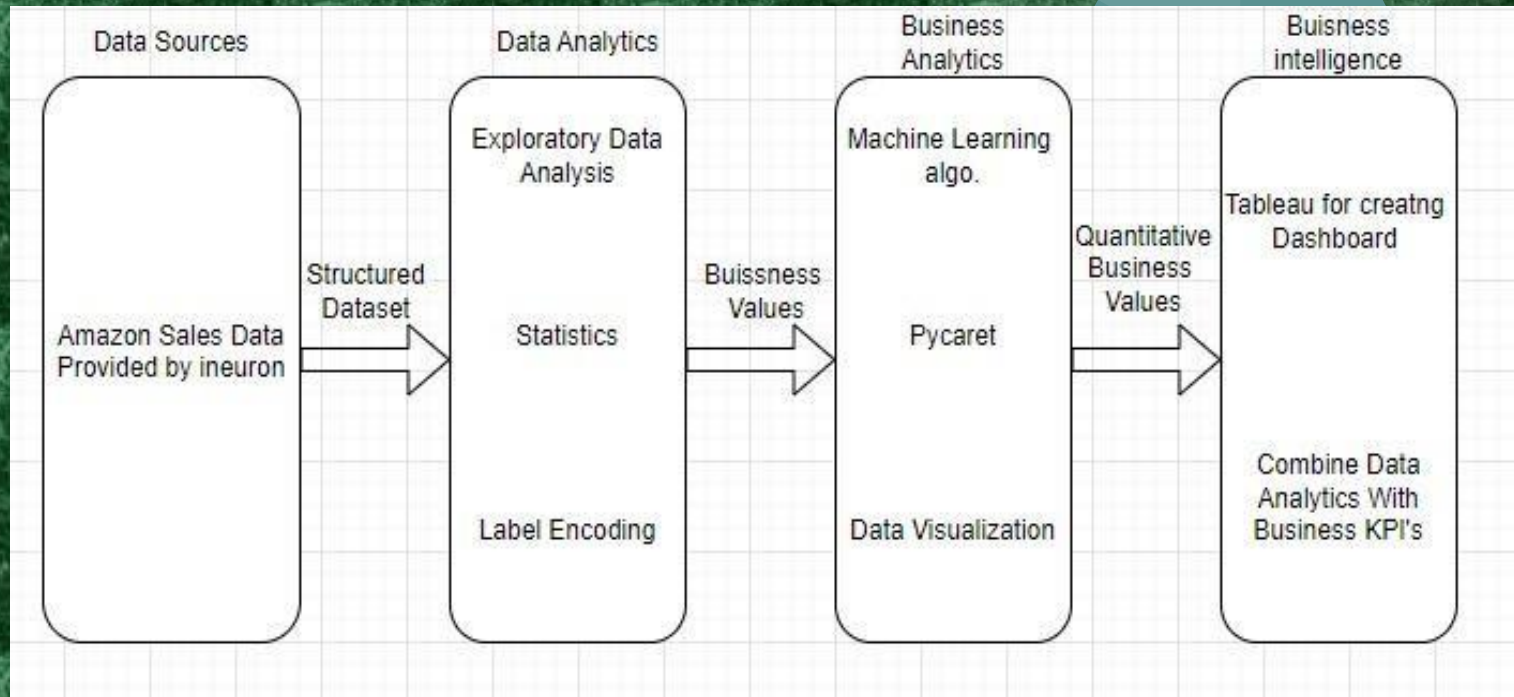 Data Sources
Amazon Sales Data
Provided by ineuron
Structured
Dataset
Data Analytics
Exploratory Data
Analysis
Statistics
Label Encoding
Buissness
Values
Business
Analytics
Machine Learning
algo.
Pycaret
Data Visualization
Quantitative
Business
Values
Buisness
intelligence
Tableau for creatng
Dashboard
Combine Data
Analytics With
Business KPI's